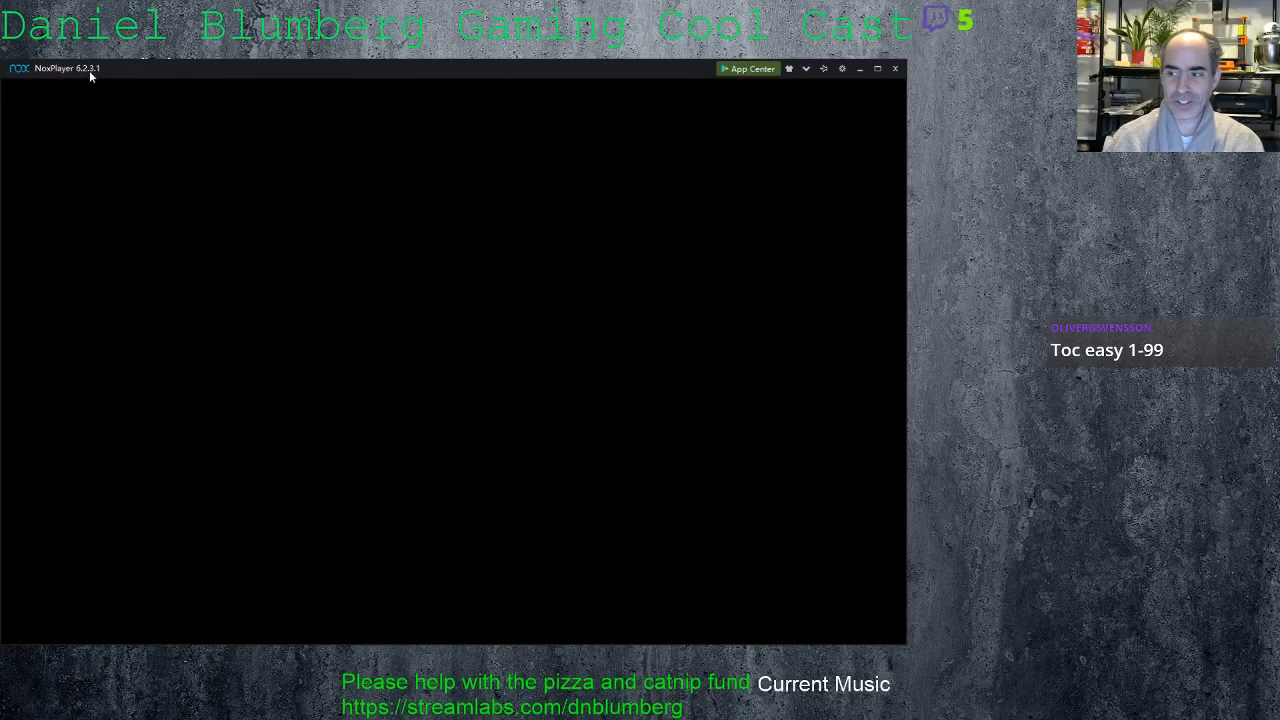 Daniel Blumberg Gaming Cool Cast 5
nox NoxPlayer 6.2.3.1
App Center
OLIVERGSVENSSON
Toc easy 1-99
Please help with the pizza and catnip fund
https://streamlabs.com/dnblumberg
Current Music